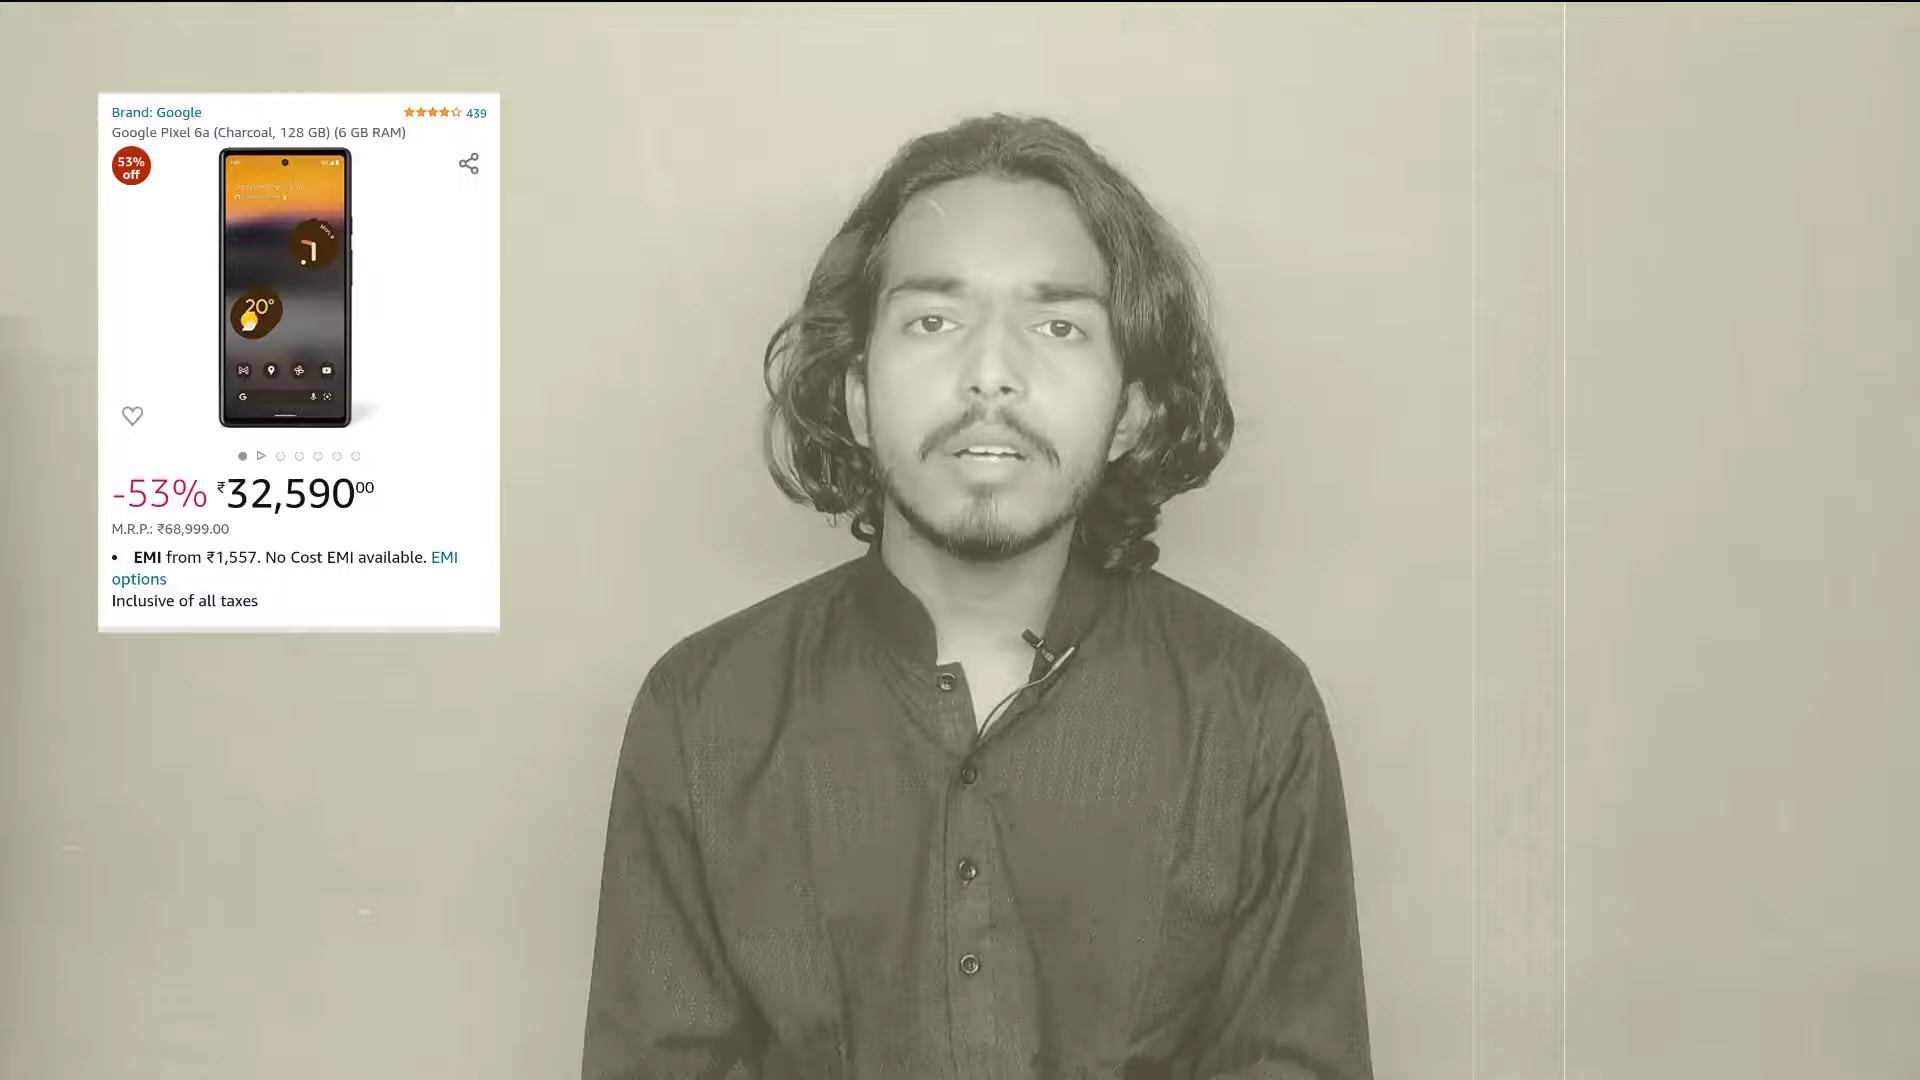 Brand: Google
439
Google Pixel 6a (Charcoal, 128 GB) (6 GB RAM)
53%
off
20°
G
-53% ₹32,59000
M.R.P.: ₹68,999.00
• EMI from ₹1,557. No Cost EMI available. EMI
options
Inclusive of all taxes